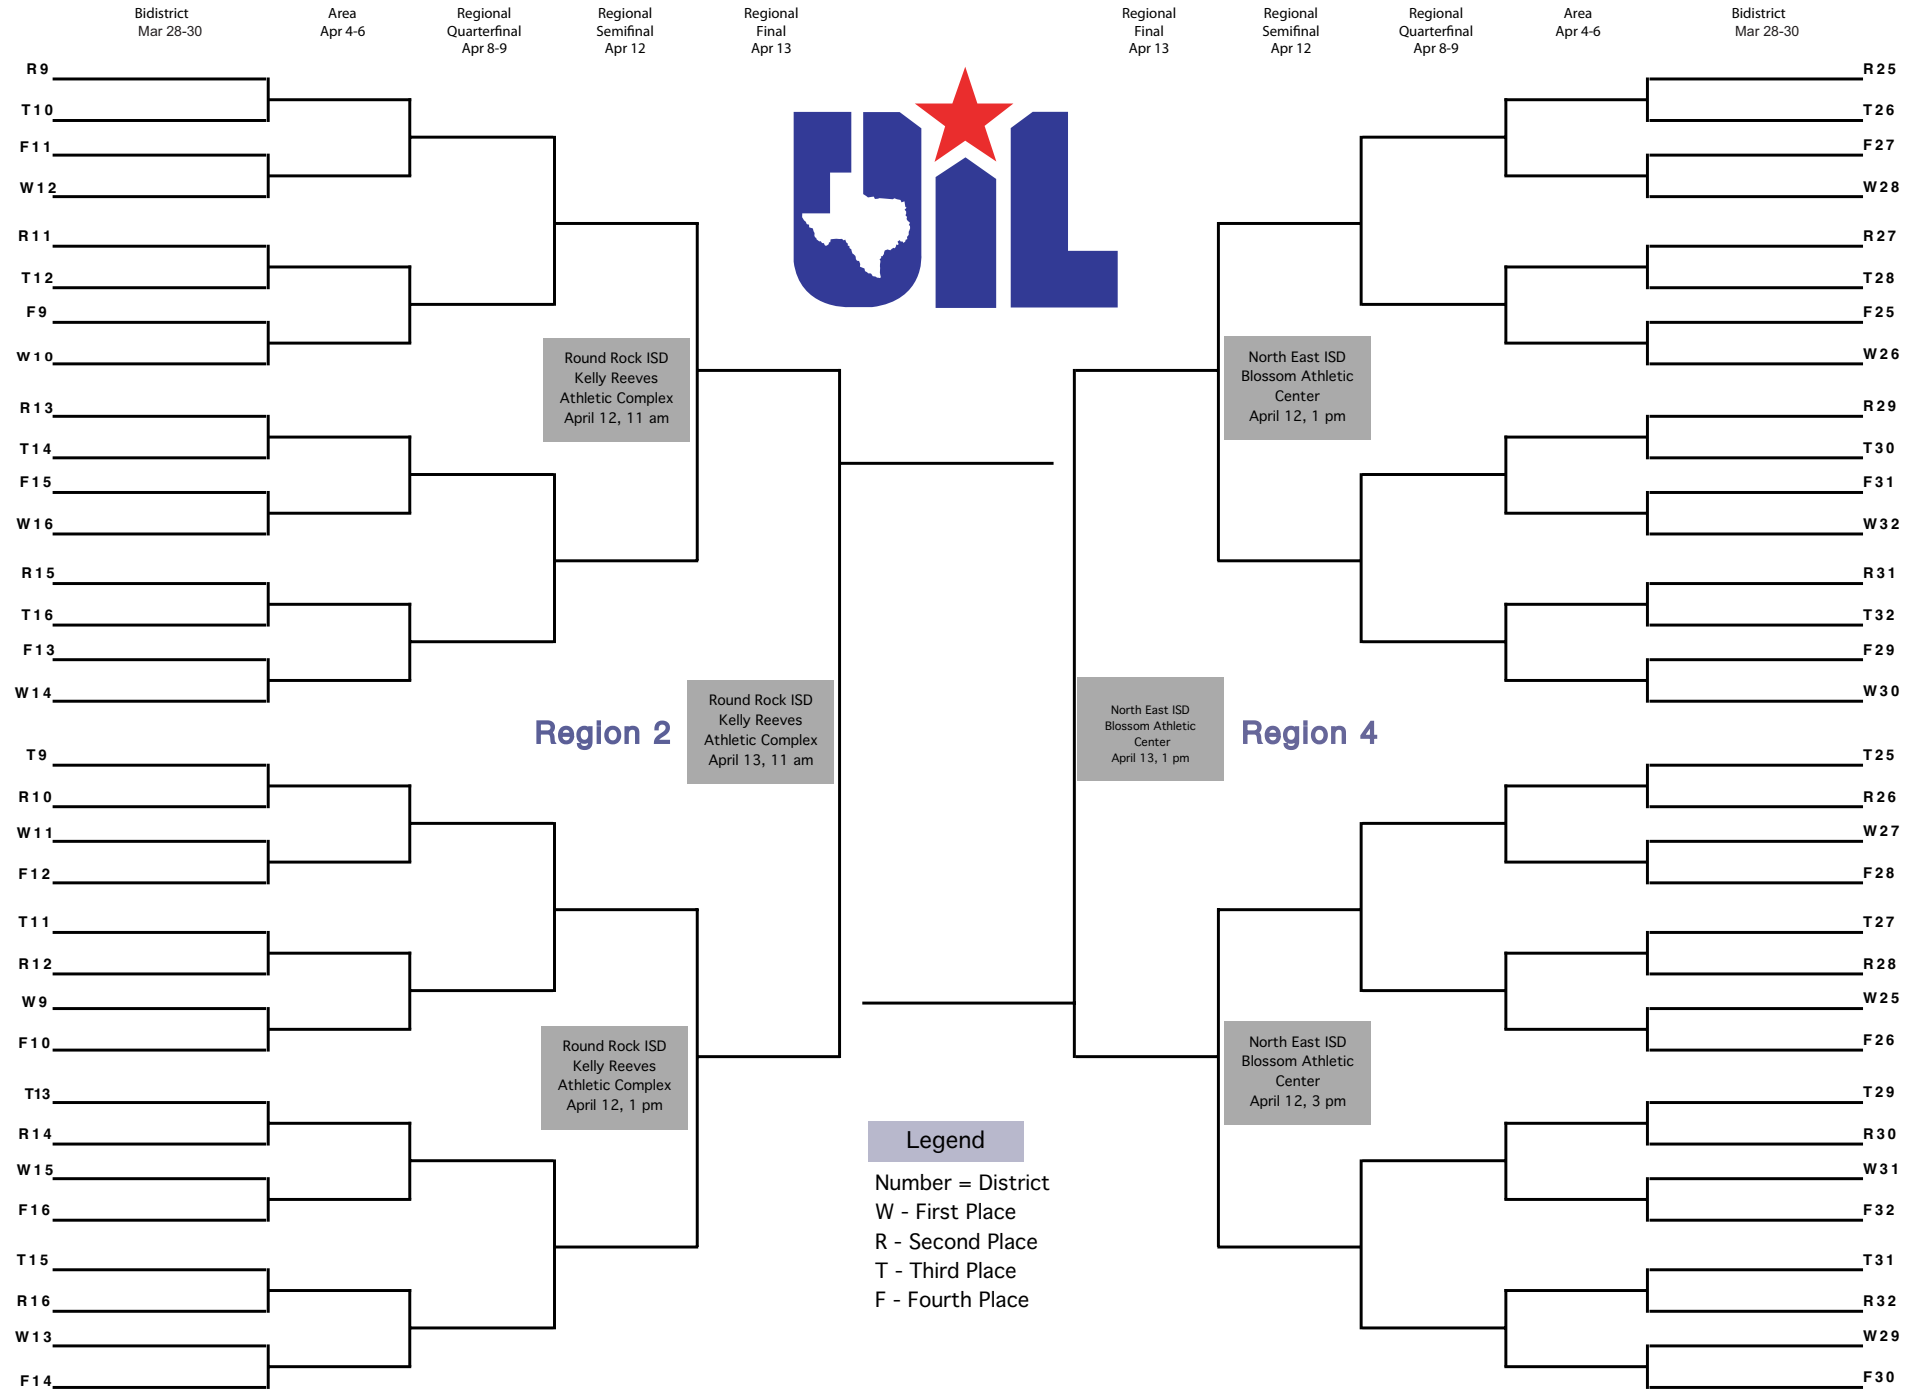 Bidistrict
Mar 28-30
Area
Apr 4-6
Regional
Quarterfinal
Apr 8-9
Regional
Semifinal
Apr 12
Regional
Final
Apr 13
Regional
Final
Apr 13
Regional
Semifinal
Apr 12
Regional
Quarterfinal
Apr 8-9
Area
Apr 4-6
Bidistrict
Mar 28-30
UiL
R9
T10
F11
W12
R11
T12
F9
W10
R13
T14
F15
W16
R15
T16
F13
W14
T9
R10
W11
F12
T11
R12
W9
F10
T13
R14
W15
F16
T15
R16
W13
F14
Round Rock ISD
Kelly Reeves
Athletic Complex
April 12, 11 am
Region 2
Round Rock ISD
Kelly Reeves
Athletic Complex
April 13, 11 am
Round Rock ISD
Kelly Reeves
Athletic Complex
April 12, 1 pm
Legend
Number = District
W - First Place
R - Second Place
T - Third Place
F - Fourth Place
North East ISD
Blossom Athletic
Center
April 12, 1 pm
North East ISD
Blossom Athletic
Center
April 13, 1 pm
Region 4
North East ISD
Blossom Athletic
Center
April 12, 3 pm
R25
T26
F27
W28
R27
T28
F25
W26
R29
T30
F31
W32
R31
T32
F29
W30
T25
R26
W27
F28
T27
R28
W25
F26
T29
R30
W31
F32
T31
R32
W29
F30